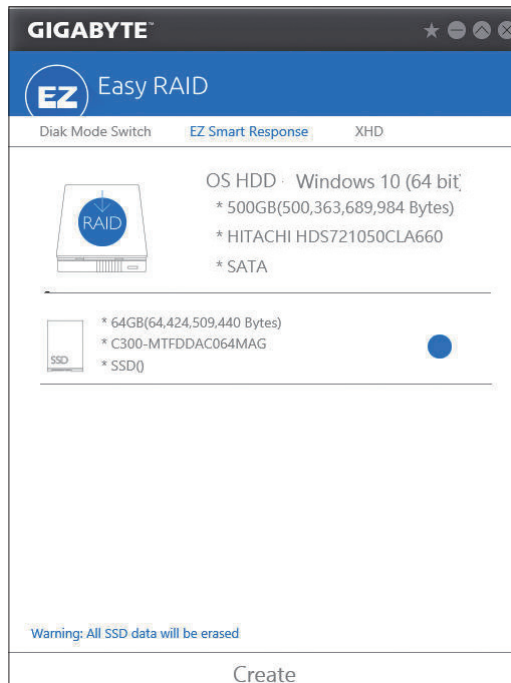 GIGABYTE™
EZ Easy RAID
Diak Mode Switch EZ Smart Response XHD
OS HDD · Windows 10 (64 bit)
RAID
* 500GB(500,363,689,984 Bytes)
* HITACHI HDS721050CLA660
* SATA
* 64GB(64,424,509,440 Bytes)
* C300-MTFDDAC064MAG
SSD
* SSD()
Warning: All SSD data will be erased
Create